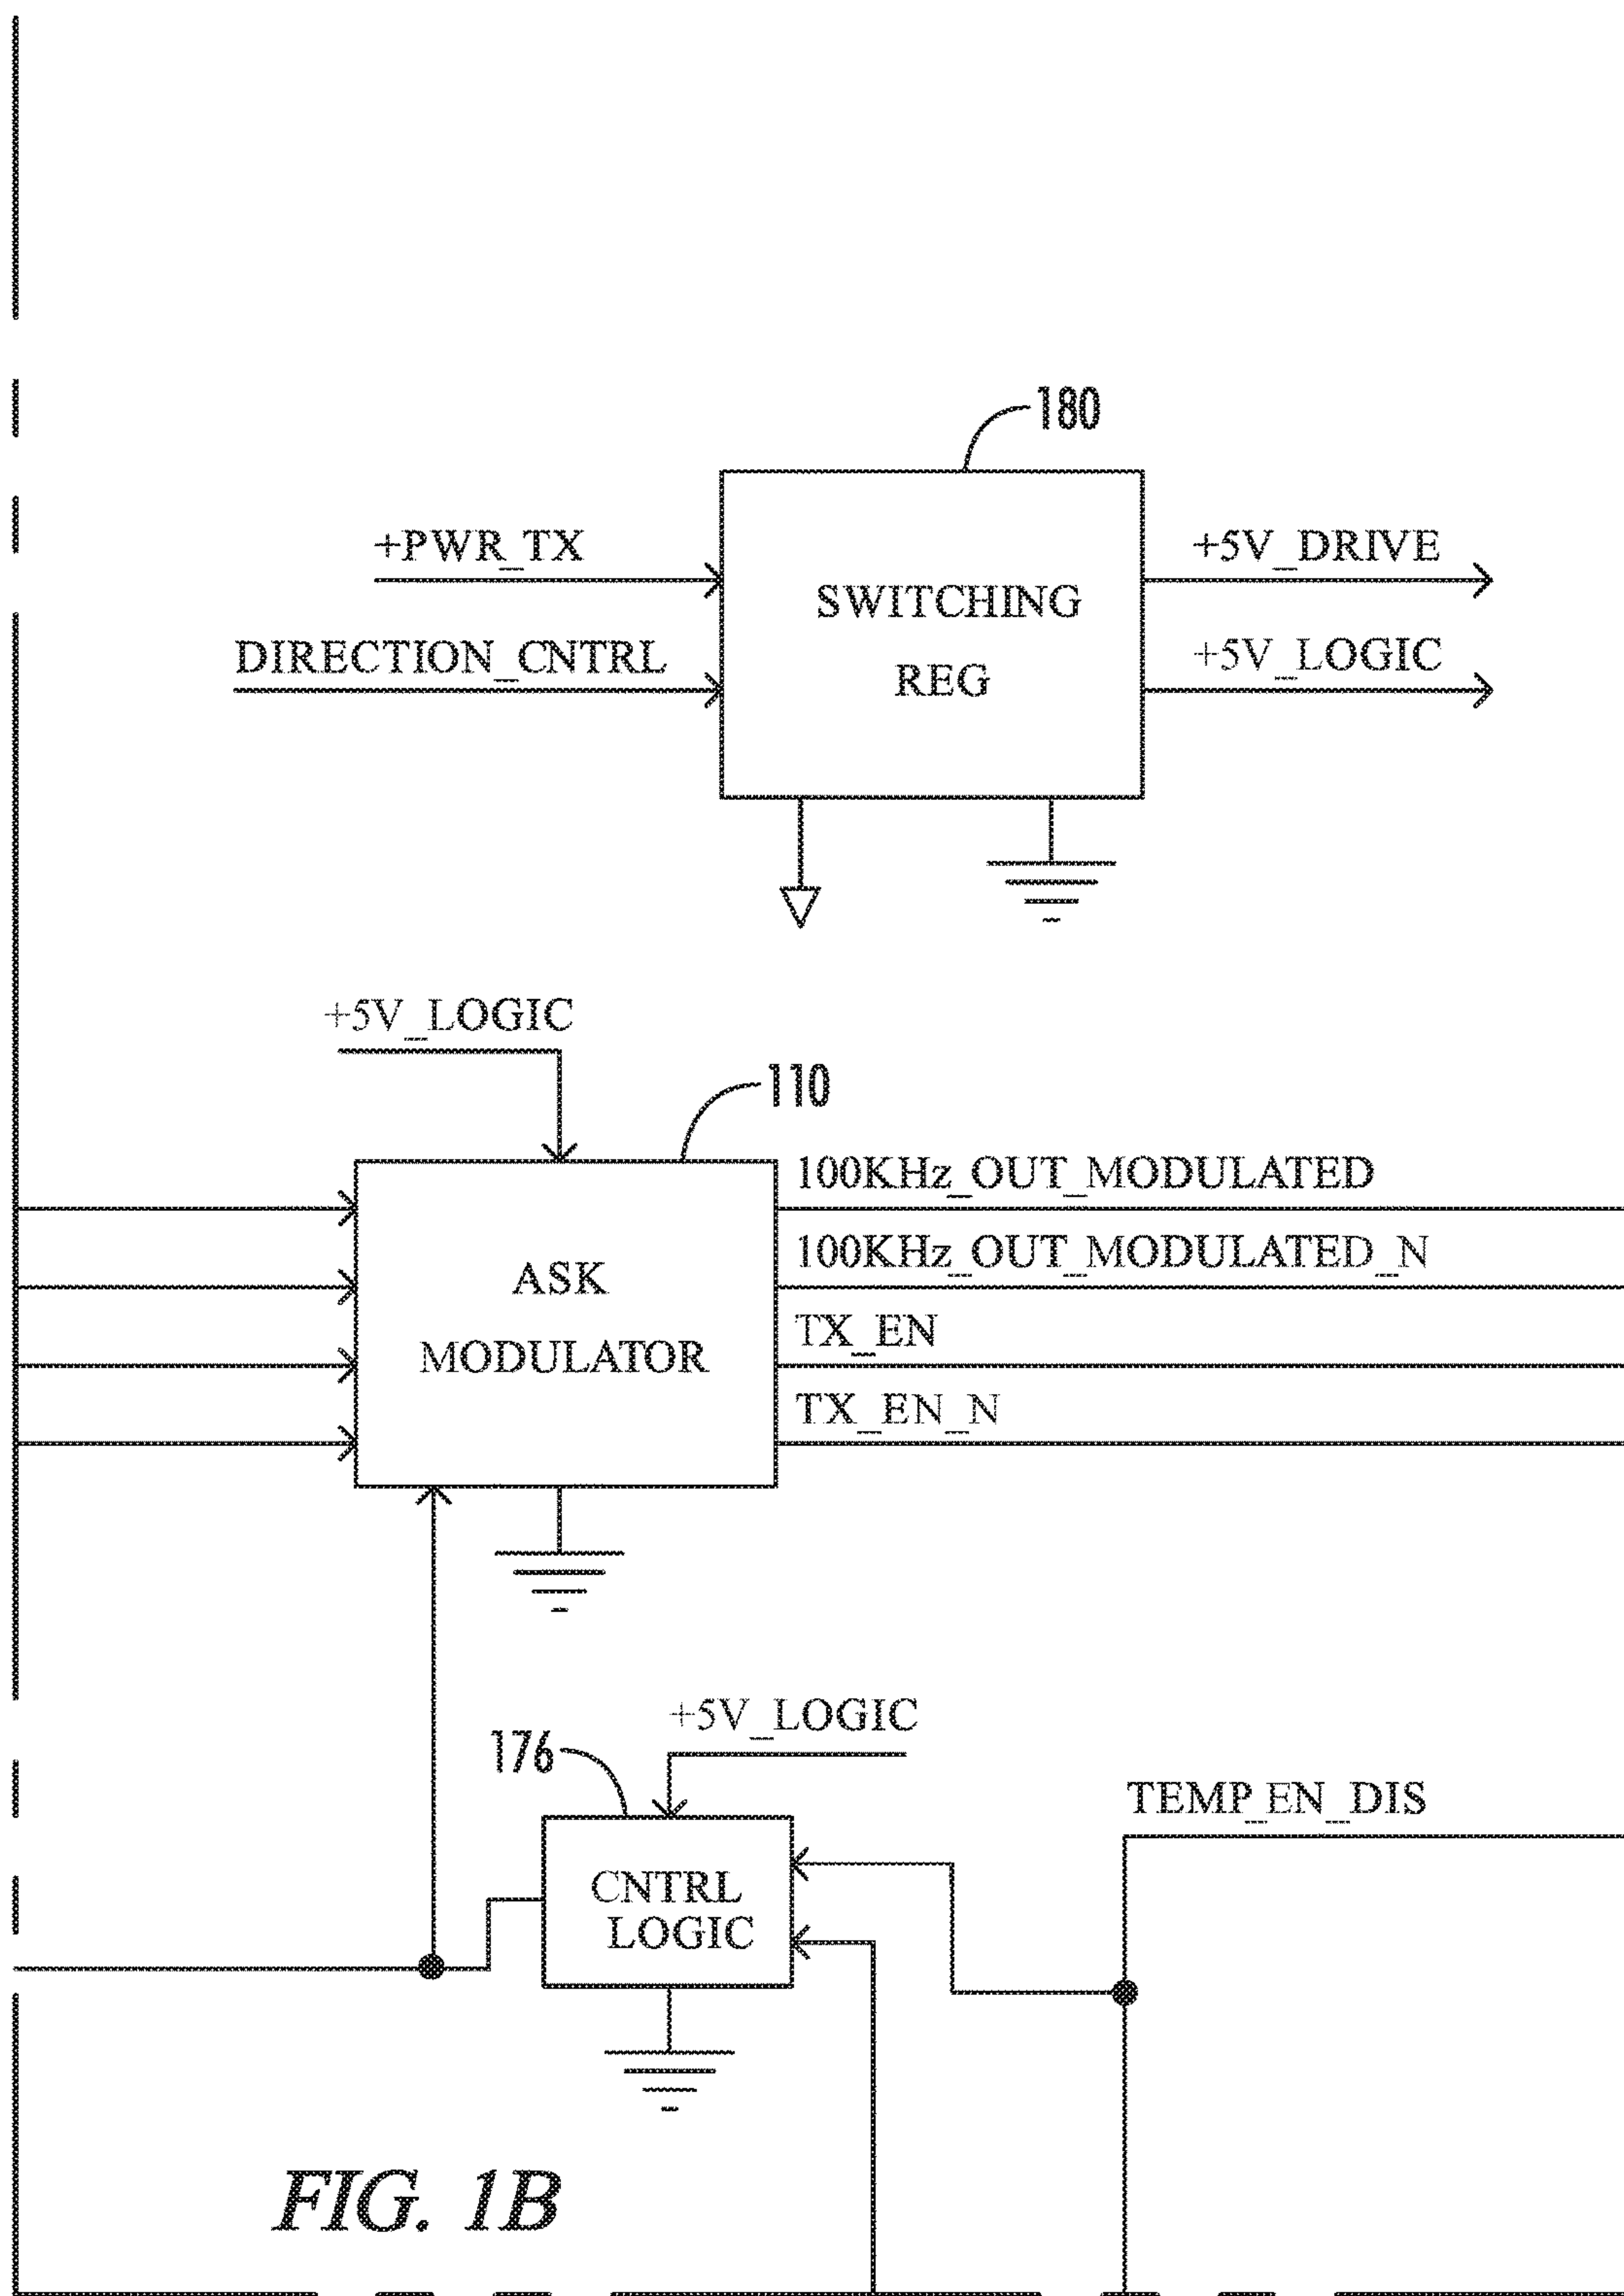 180
+PWR_TX
+5V_DRIVE
SWITCHING
DIRECTION_CNTRL
+5V_LOGIC
REG
+5V_LOGIC
110
100KHz_OUT_MODULATED
100KHz_OUT_MODULATED_N
ASK
TX_EN
MODULATOR
TX_EN_N
+5V_LOGIC
176
TEMP_EN_DIS
CNTRL
LOGIC
FIG. 1B